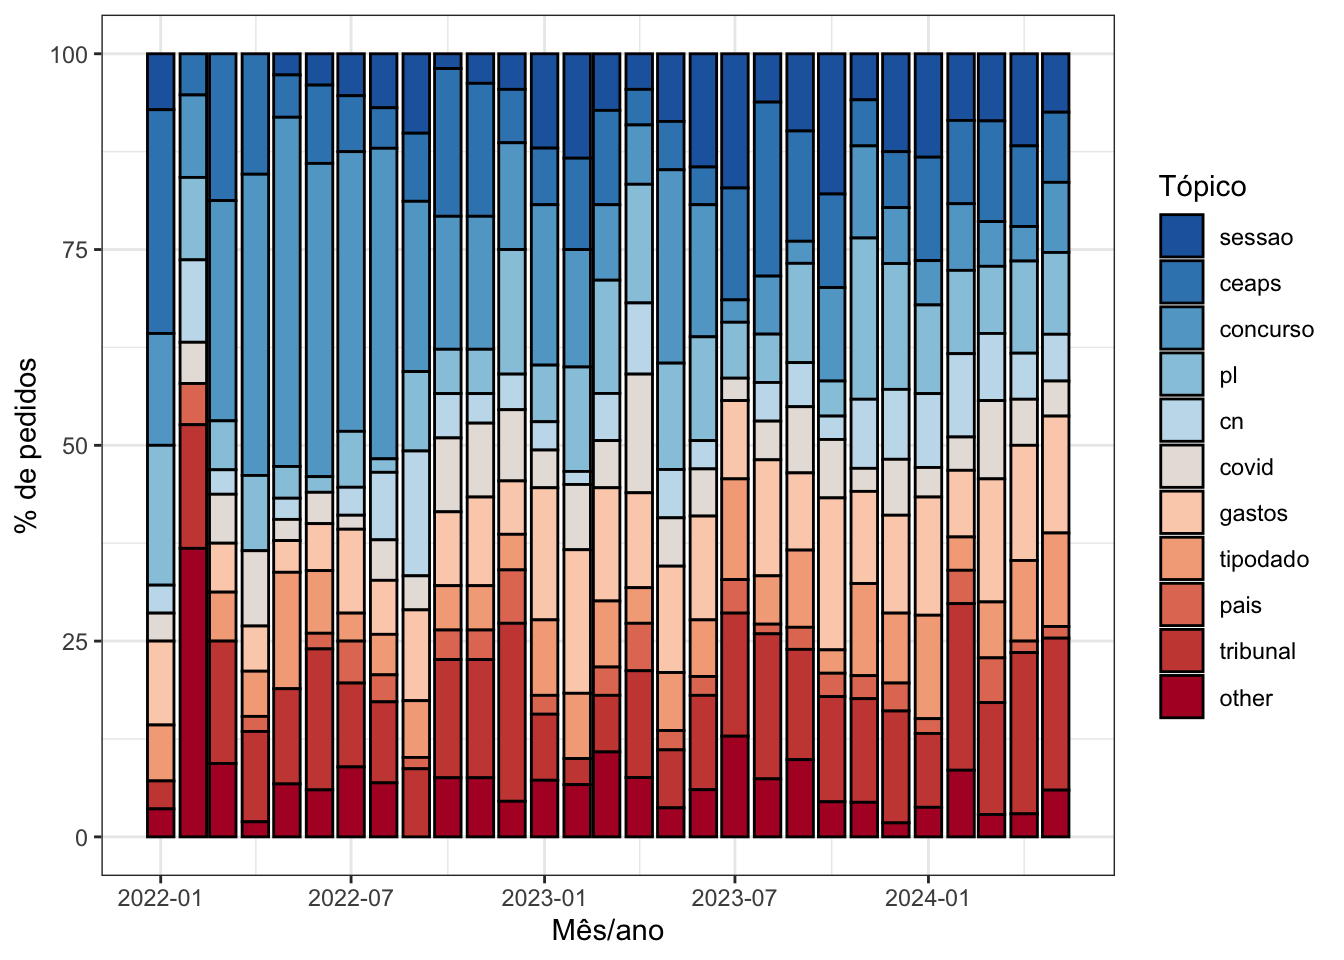 100
75
50
25
0
% de pedidos
2022-01 2022-07 2023-01 2023-07 2024-01
Mês/ano
Tópico
sessao
ceaps
concurso
pl
cn
covid
gastos
tipodado
pais
tribunal
other